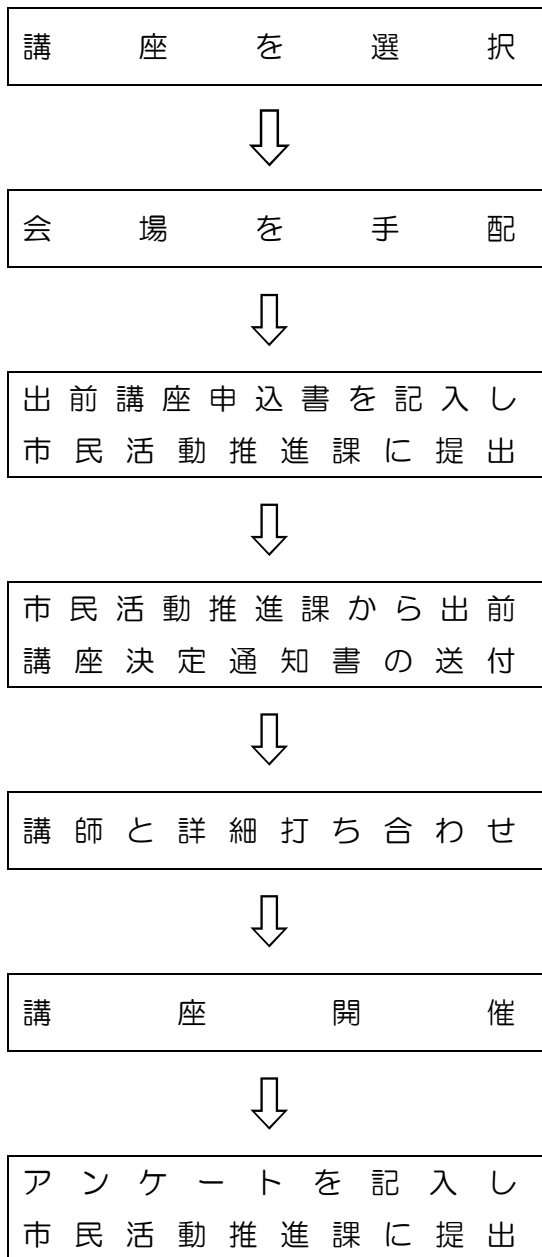 講座を選択
会場を手配
出前講座申込書を記入し
市民活動推進課に提出
市民活動推進課から出前
講座決定通知書の送付
講師と詳細打ち合わせ
講座開催
アンケートを記入し
市民活動推進課に提出